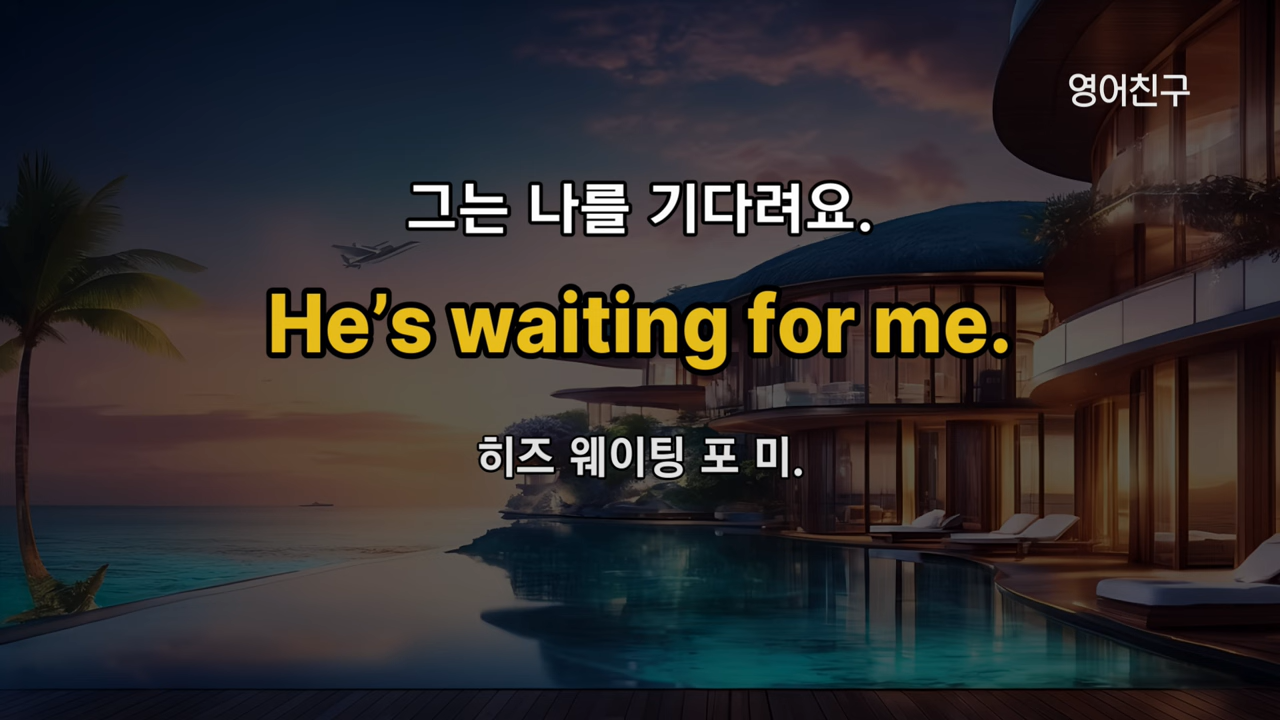 영어친구
그는 나를 기다려요.
He’s waiting for me.
히즈 웨이팅 포 미.